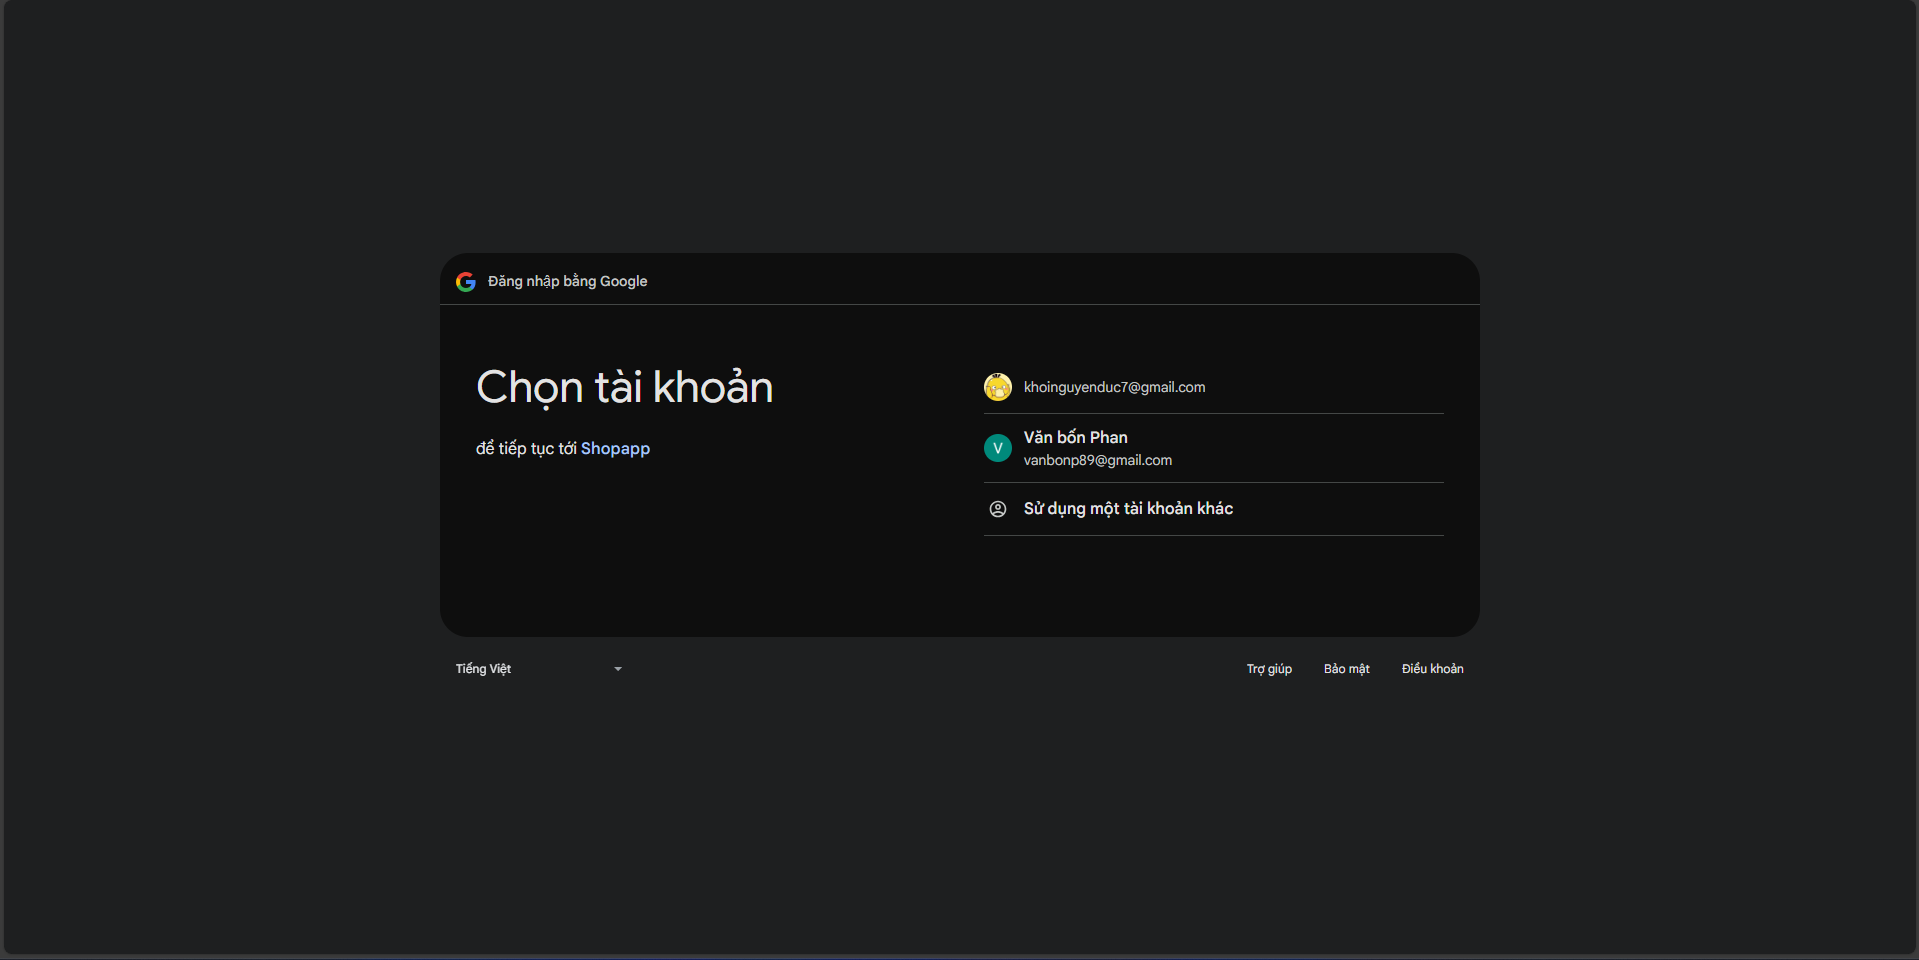 Đăng nhập bằng Google
Chọn tài khoản
để tiếp tục tới Shopapp
khoinguyenduc7@gmail.com
V
Văn bốn Phan
vanbonp89@gmail.com
Sử dụng một tài khoản khác
Tiếng Việt
Trợ giúp
Bảo mật
Điều khoản